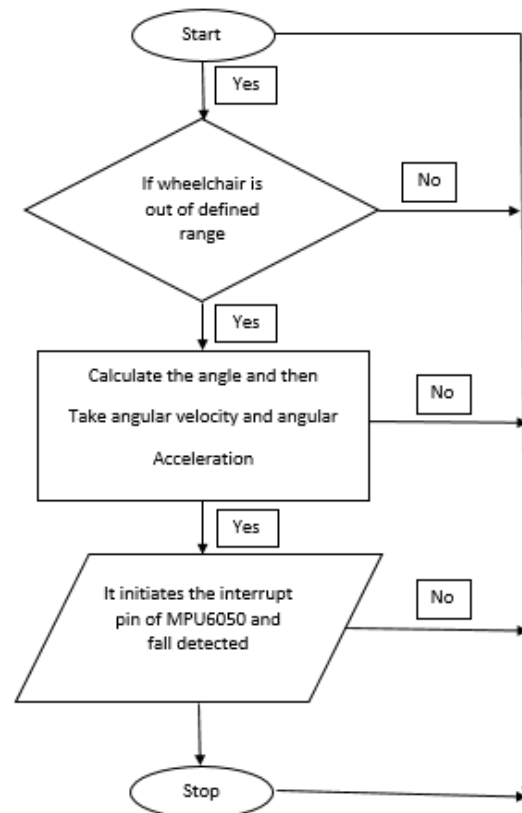 Start
Yes
If wheelchair is
out of defined
range
No
Yes
Calculate the angle and then
Take angular velocity and angular
Acceleration
No
Yes
It initiates the interrupt
pin of MPU6050 and
fall detected
No
Stop